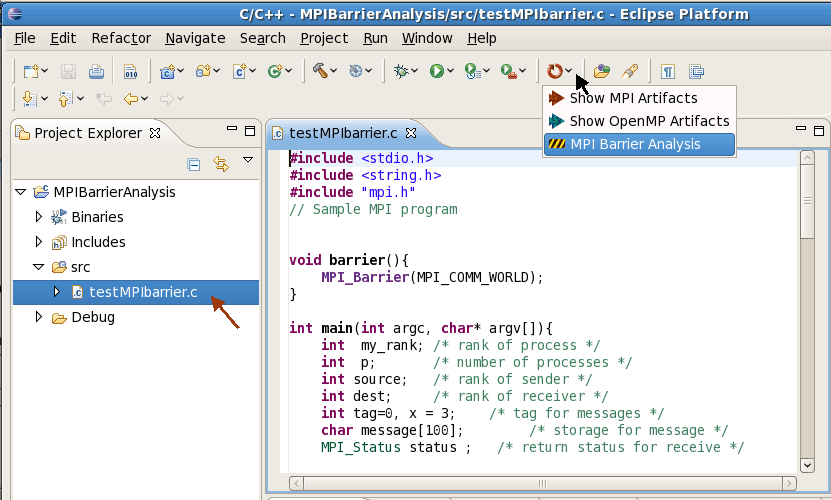 C/C++ - MPIBarrierAnalysis/src/testMPIbarrier.c - Eclipse Platform
File Edit Refactor Navigate Search Project Run Window Help
Show MPI Artifacts
Show OpenMP Artifacts
MPI Barrier Analysis
Project Explorer
MPIBarrierAnalysis
Binaries
Includes
src
testMPIbarrier.c
Debug
testMPIbarrier.c
#include <stdio.h>
#include <string.h>
#include "mpi.h"
// Sample MPI program
void barrier(){
    MPI_Barrier(MPI_COMM_WORLD);
}
int main(int argc, char* argv[]){
    int  my_rank; /* rank of process */
    int  p;       /* number of processes */
    int source;   /* rank of sender */
    int dest;     /* rank of receiver */
    int tag=0, x = 3;    /* tag for messages */
    char message[100];        /* storage for message */
    MPI_Status status ;   /* return status for receive */